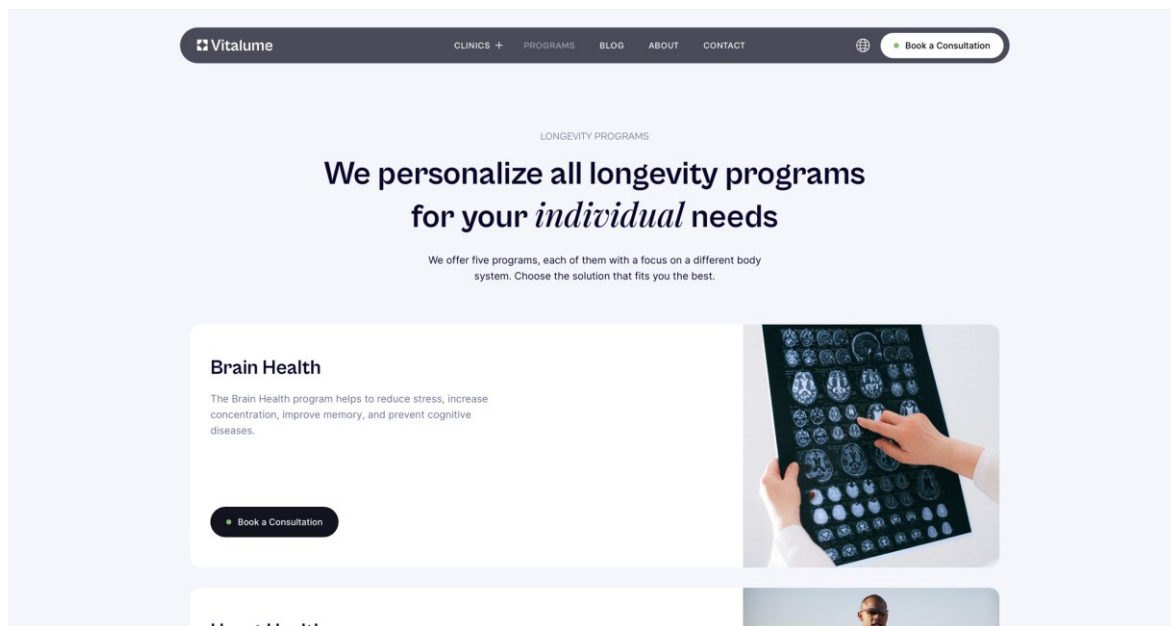 Vitalume
CLINICS +
PROGRAMS
BLOG
ABOUT
CONTACT
Book a Consultation
LONGEVITY PROGRAMS
We personalize all longevity programs
for your individual needs
We offer five programs, each of them with a focus on a different body
system. Choose the solution that fits you the best.
Brain Health
The Brain Health program helps to reduce stress, increase
concentration, improve memory, and prevent cognitive
diseases.
Book a Consultation